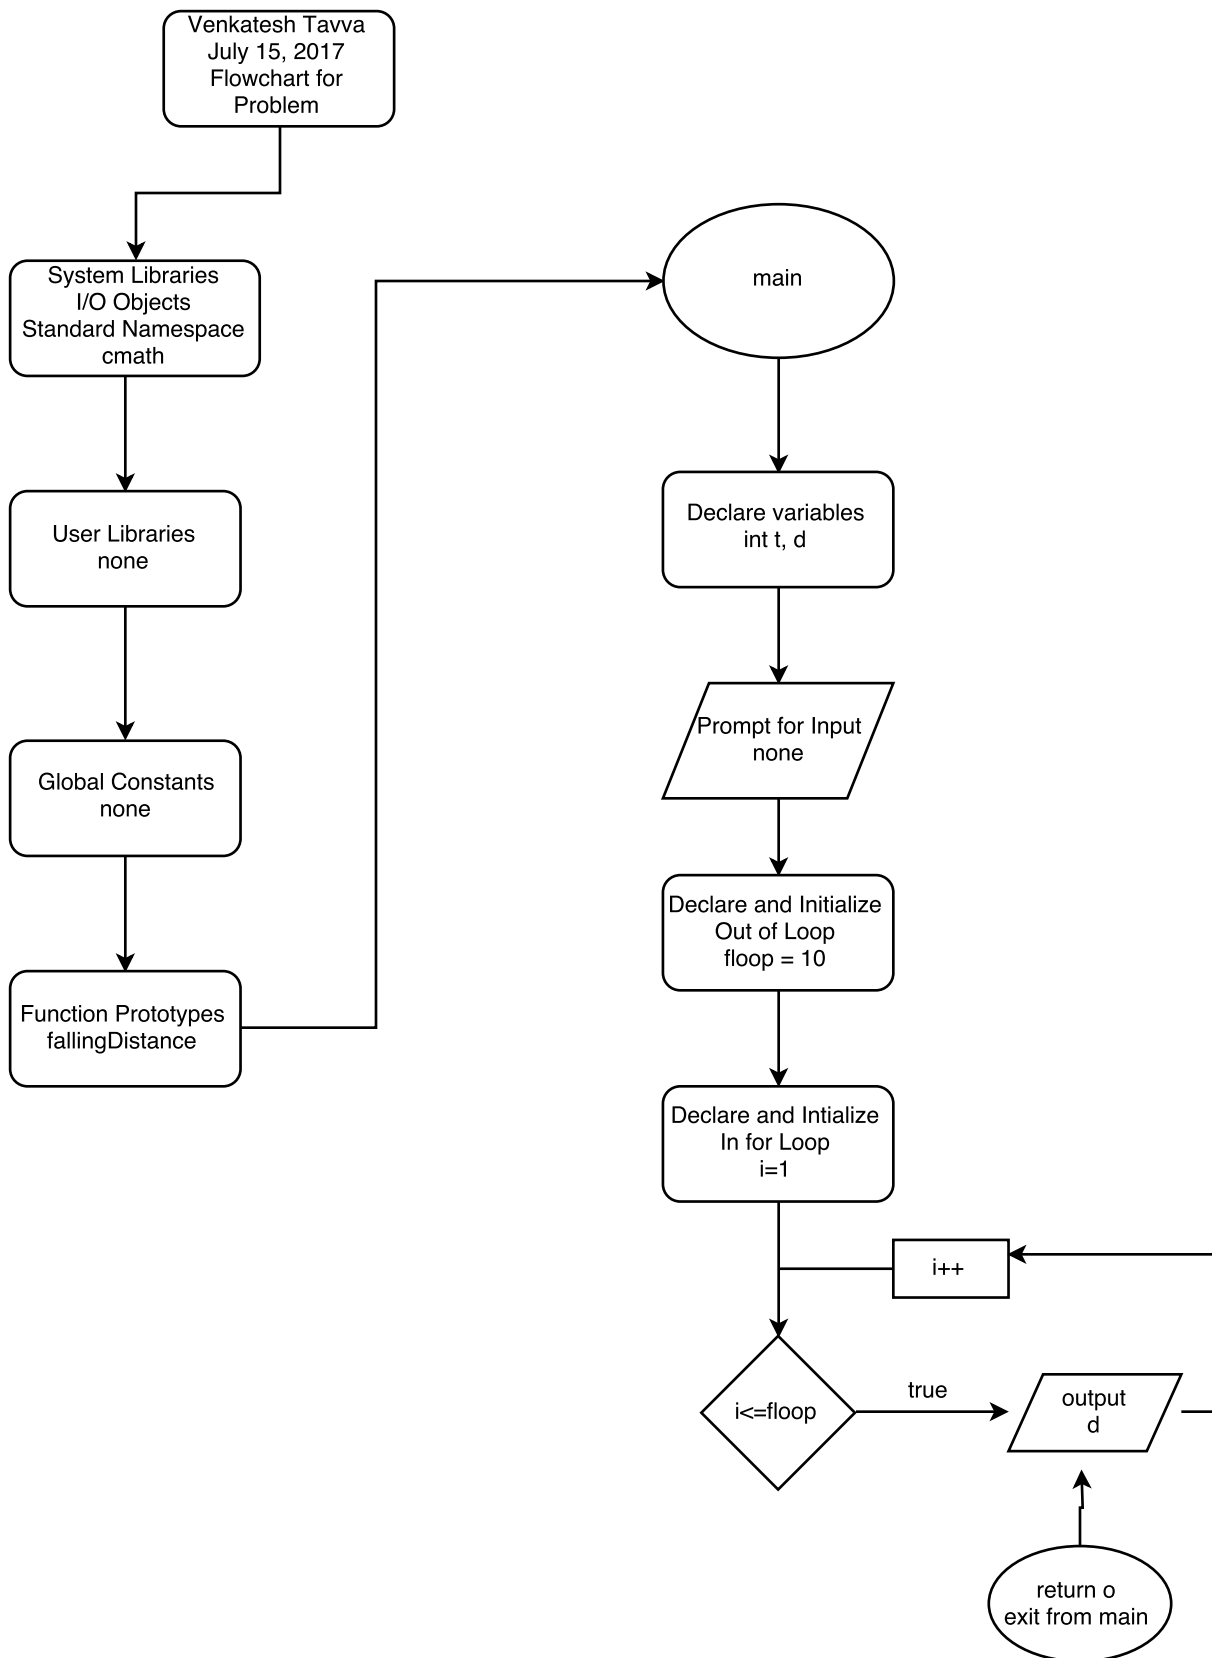 Venkatesh Tavva
July 15, 2017
Flowchart for
Problem
System Libraries
I/O Objects
Standard Namespace
cmath
User Libraries
none
Global Constants
none
Function Prototypes
fallingDistance
main
Declare variables
int t, d
Prompt for Input
none
Declare and Initialize
Out of Loop
floop = 10
Declare and Intialize
In for Loop
i=1
i++
i<=floop
true
output
d
return o
exit from main